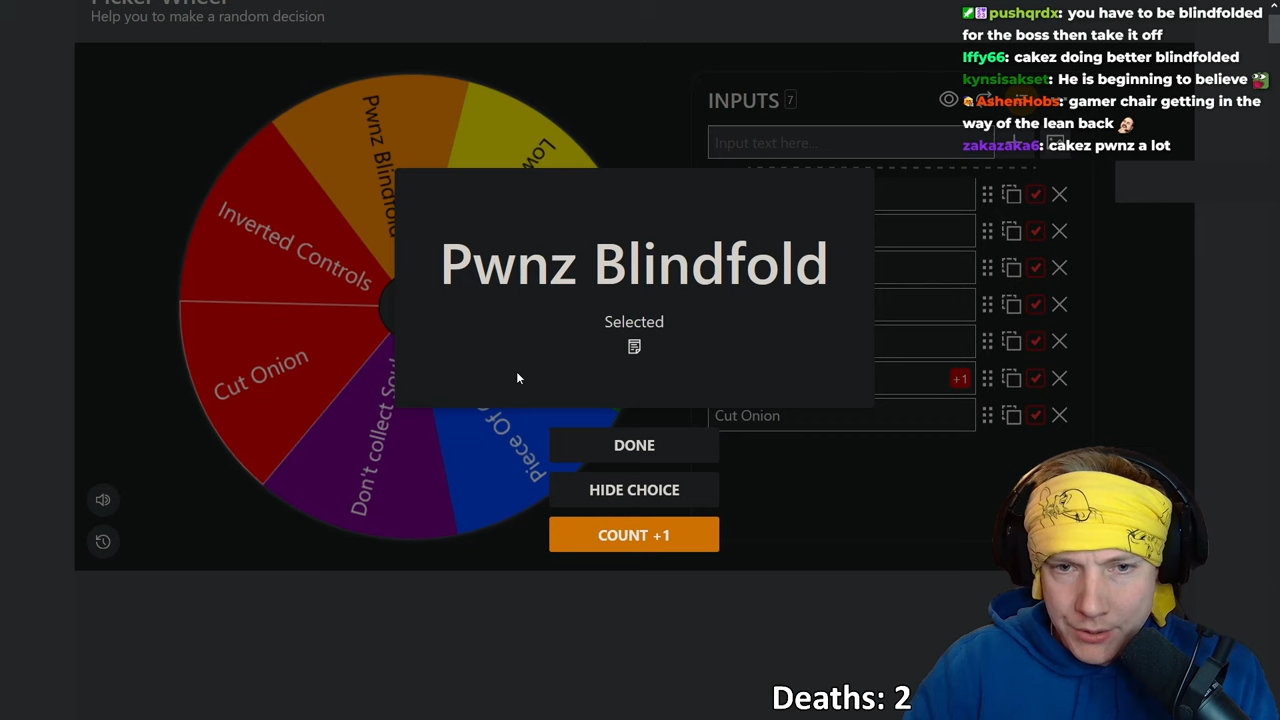 Help you to make a random decision
pushqrdx: you have to be blindfolded
for the boss then take it off
lffy66: cakez doing better blindfolded
kynsisakset: He is beginning to believe
AshenHobs: gamer chair getting in the
way of the lean back
zakazaka6: cakez pwnz a lot
INPUTS 7
Input text here...
Pwnz Blindfold
Low
Inverted Controls
Cut Onion
Don't collect
Piece Of
Pwnz Blindfold
Selected
+1
Cut Onion
DONE
HIDE CHOICE
COUNT +1
Deaths: 2